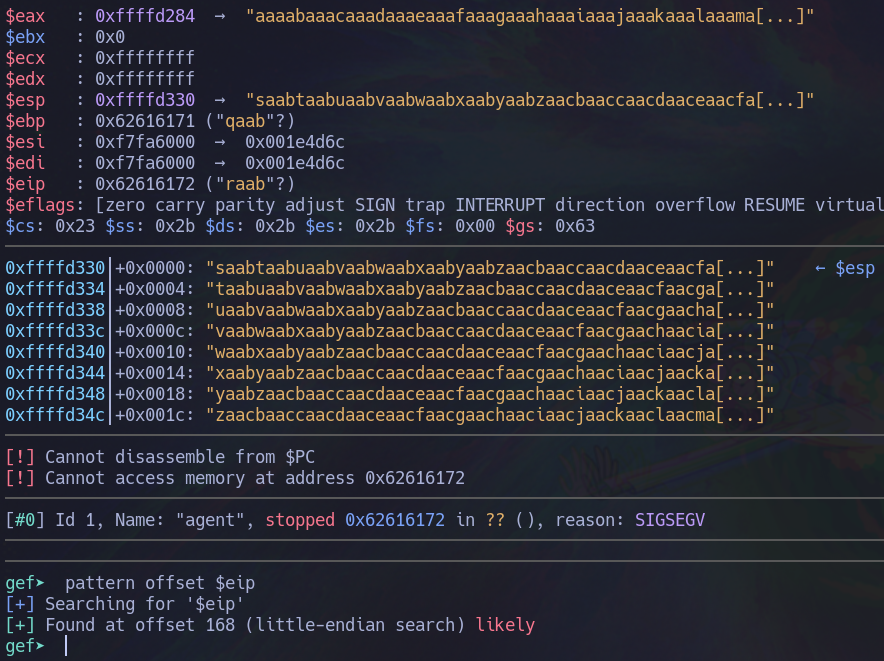 $eax   : 0xffffd284  →  "aaaabaaacaaadaaaeaaafaaagaaahaaaiaaajaaakaaalaaama[...]"
$ebx   : 0x0
$ecx   : 0xffffffff
$edx   : 0xffffffff
$esp   : 0xffffd330  →  "saabtaabuaabvaabwaabxaabyaabzaacbaaccaacdaaceaacfa[...]"
$ebp   : 0x62616171 ("qaab"?)
$esi   : 0xf7fa6000  →  0x001e4d6c
$edi   : 0xf7fa6000  →  0x001e4d6c
$eip   : 0x62616172 ("raab"?)
$eflags: [zero carry parity adjust SIGN trap INTERRUPT direction overflow RESUME virtual
$cs: 0x23 $ss: 0x2b $ds: 0x2b $es: 0x2b $fs: 0x00 $gs: 0x63
0xffffd330│+0x0000: "saabtaabuaabvaabwaabxaabyaabzaacbaaccaacdaaceaacfa[...]"    ← $esp
0xffffd334│+0x0004: "taabuaabvaabwaabxaabyaabzaacbaaccaacdaaceaacfaacga[...]"
0xffffd338│+0x0008: "uaabvaabwaabxaabyaabzaacbaaccaacdaaceaacfaacgaacha[...]"
0xffffd33c│+0x000c: "vaabwaabxaabyaabzaacbaaccaacdaaceaacfaacgaachaacia[...]"
0xffffd340│+0x0010: "waabxaabyaabzaacbaaccaacdaaceaacfaacgaachaaciaacja[...]"
0xffffd344│+0x0014: "xaabyaabzaacbaaccaacdaaceaacfaacgaachaaciaacjaacka[...]"
0xffffd348│+0x0018: "yaabzaacbaaccaacdaaceaacfaacgaachaaciaacjaackaacla[...]"
0xffffd34c│+0x001c: "zaacbaaccaacdaaceaacfaacgaachaaciaacjaackaaclaacma[...]"
[!] Cannot disassemble from $PC
[!] Cannot access memory at address 0x62616172
[#0] Id 1, Name: "agent", stopped 0x62616172 in ?? (), reason: SIGSEGV
gef➤  pattern offset $eip
[+] Searching for '$eip'
[+] Found at offset 168 (little-endian search) likely
gef➤